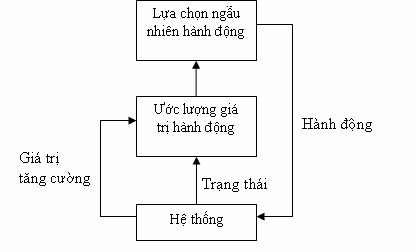 Lựa chọn ngẫu
nhiên hành động
Ước lượng giá
trị hành động
Hành động
Giá trị
tăng cường
Trạng thái
Hệ thống